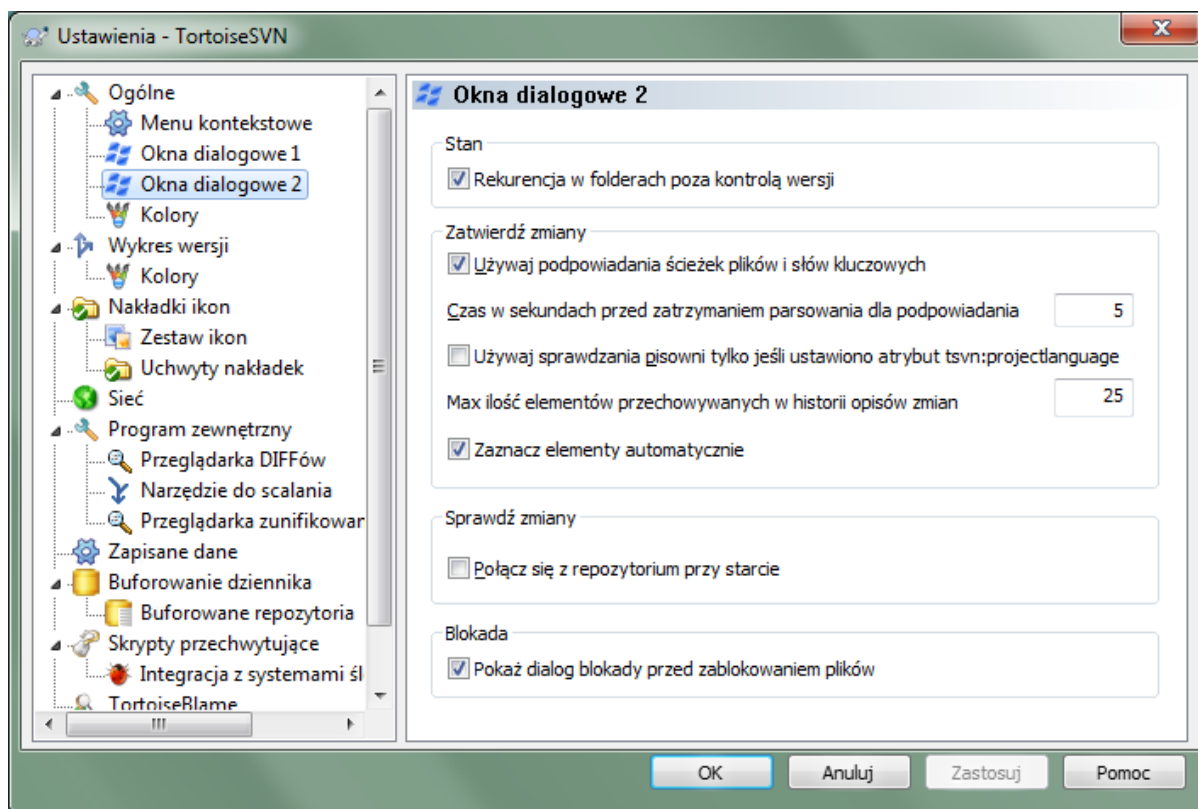 Ustawienia - TortoiseSVN
Ogólne
Menu kontekstowe
Okna dialogowe 1
Okna dialogowe 2
Kolory
Wykres wersji
Kolory
Nakładki ikon
Zestaw ikon
Uchwyty nakładek
Sieć
Program zewnętrzny
Przeglądarka DIFFów
Narzędzie do scalania
Przeglądarka zunifikowan
Zapisane dane
Buforowanie dziennika
Buforowane repozytoria
Skrypty przechwytujące
Integracja z systemami śl
TortoiseBlame
Okna dialogowe 2
Stan
Rekurencja w folderach poza kontrolą wersji
Zatwierdź zmiany
Używaj podpowiadania ścieżek plików i słów kluczowych
Czas w sekundach przed zatrzymaniem parsowania dla podpowiadania 5
Używaj sprawdzania pisowni tylko jeśli ustawiono atrybut tsvn:projectlanguage
Max ilość elementów przechowywanych w historii opisów zmian 25
Zaznacz elementy automatycznie
Sprawdź zmiany
Połącz się z repozytorium przy starcie
Blokada
Pokaż dialog blokady przed zablokowaniem plików
OK Anuluj Zastosuj Pomoc